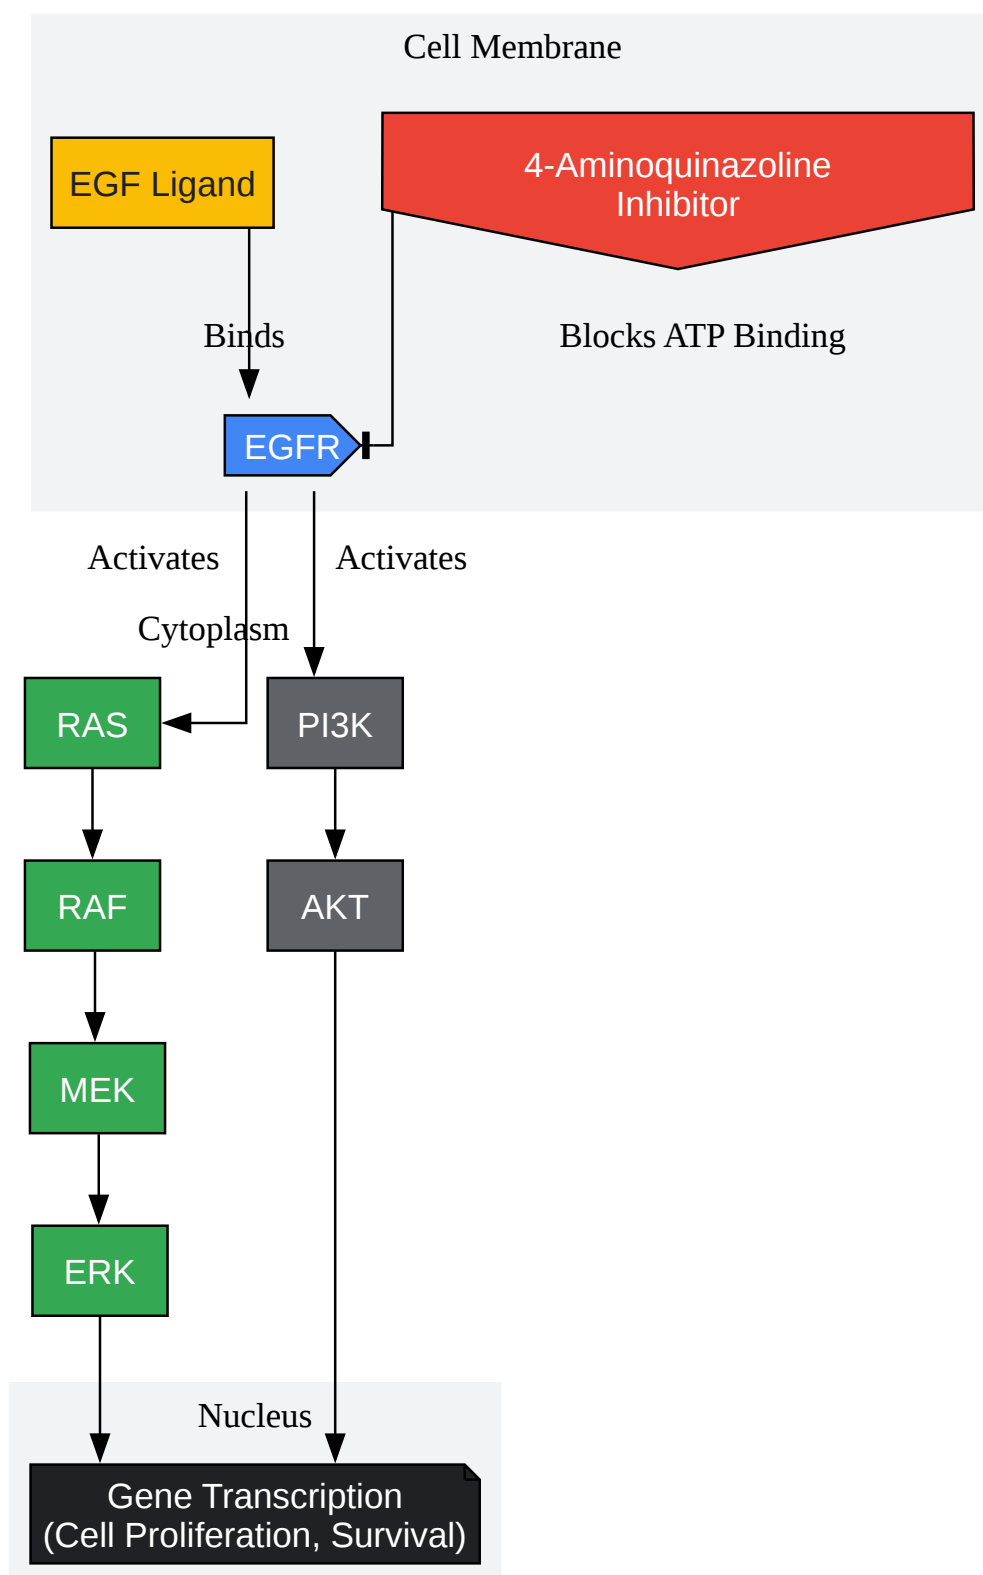 Cell Membrane
EGF Ligand
4-Aminoquinazoline
Inhibitor
Binds
Blocks ATP Binding
EGFR
Activates
Activates
Cytoplasm
RAS
PI3K
RAF
AKT
MEK
ERK
Nucleus
Gene Transcription
(Cell Proliferation, Survival)